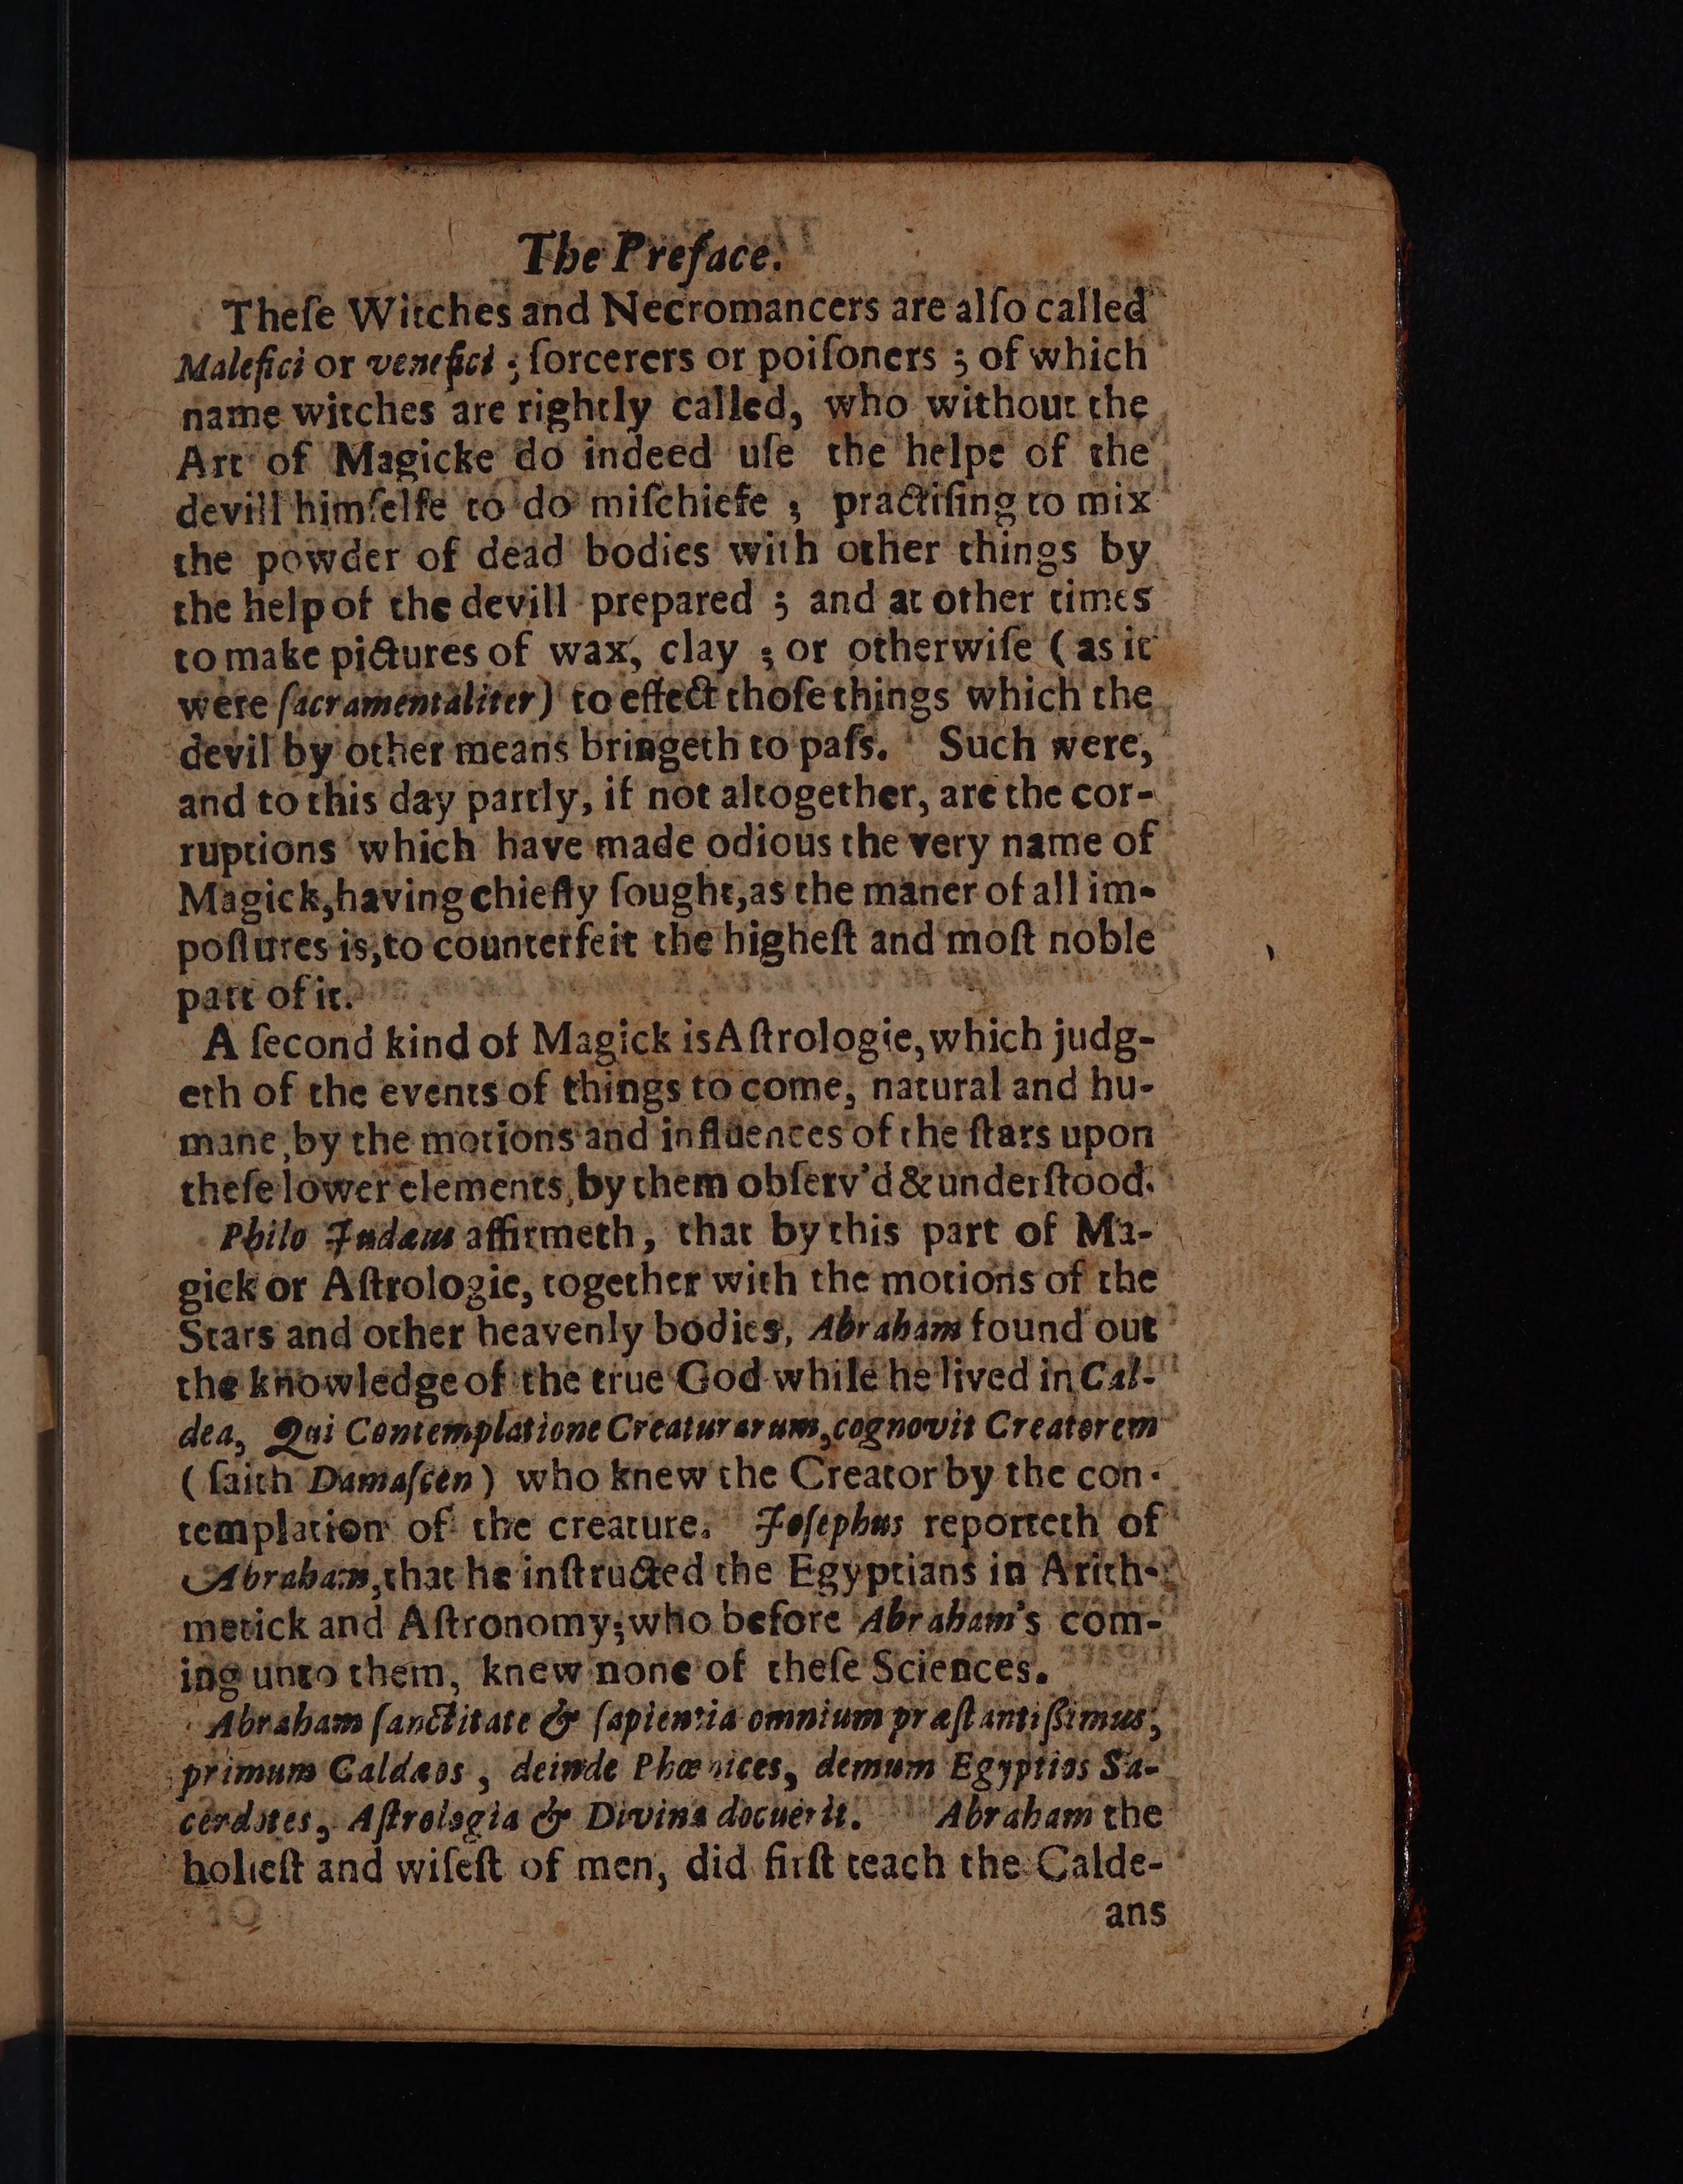 The Preface.
Theſe Witches and Necromancers are alſo called
Malefici or venefici ; ſorcerers or poiſoners ; of which
name witches are rightly called, who without the
Art of Magicke do indeed uſe the helpe of the
devill himſelfe to do miſchiefe ; practiſing to mix
the powder of dead bodies with other things by
the help of the devill prepared ; and at other times
to make pictures of wax, clay ; or otherwiſe (as it
were ſacramentaliter) to effect thoſe things which the
devil by other means bringeth to paſs. Such were,
and to this day partly, if not altogether, are the cor-
ruptions which have made odious the very name of
Magick, having chiefly ſought, as the maner of all im-
poſtures is, to counterfeit the higheſt and moſt noble
part of it.
A ſecond kind of Magick is Aſtrologie, which judg-
eth of the events of things to come, natural and hu-
mane, by the motions and influences of the ſtars upon
theſe lower elements, by them obſerv'd & underſtood.
Philo Judæus affirmeth, that by this part of Ma-
gick or Aſtrologie, together with the motions of the
Stars and other heavenly bodies, Abraham found out
the knowledge of the true God while he lived in Cal-
dea, Qui Contemplatione Creaturarum, cognovit Creatorem
(ſaith Damaſcen) who knew the Creator by the con-
templation of the creature. Joſephus reporteth of
Abraham, that he inſtructed the Egyptians in Arith-
metick and Aſtronomy; who before Abraham's com-
ing unto them, knew none of theſe Sciences.
Abraham ſanctitate & ſapientia omnium præſtantiſſimus,
primum Caldæos, deinde Phœnices, demum Egyptios Sa-
cerdotes, Aſtrologia & Divina docuerit. Abraham the
holieſt and wiſeſt of men, did firſt teach the Calde-
ans